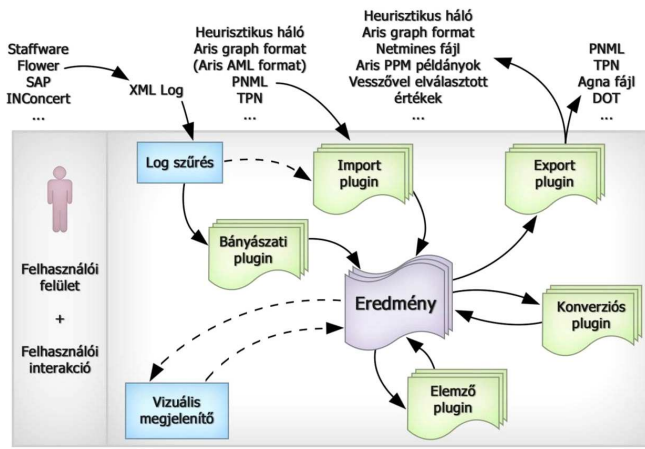 Staffware
Flower
SAP
INConcert
...
XML Log
Heurisztikus háló
Aris graph format
(Aris AML format)
PNML
TPN
...
Heurisztikus háló
Aris graph format
Netmines fájl
Aris PPM példányok
Vesszővel elválasztott
értékek
...
PNML
TPN
Agna fájl
DOT
...
Log szűrés
Import
plugin
Export
plugin
Bányászati
plugin
Felhasználói
felület
+
Felhasználói
interakció
Eredmény
Konverziós
plugin
Vizuális
megjelenítő
Elemző
plugin